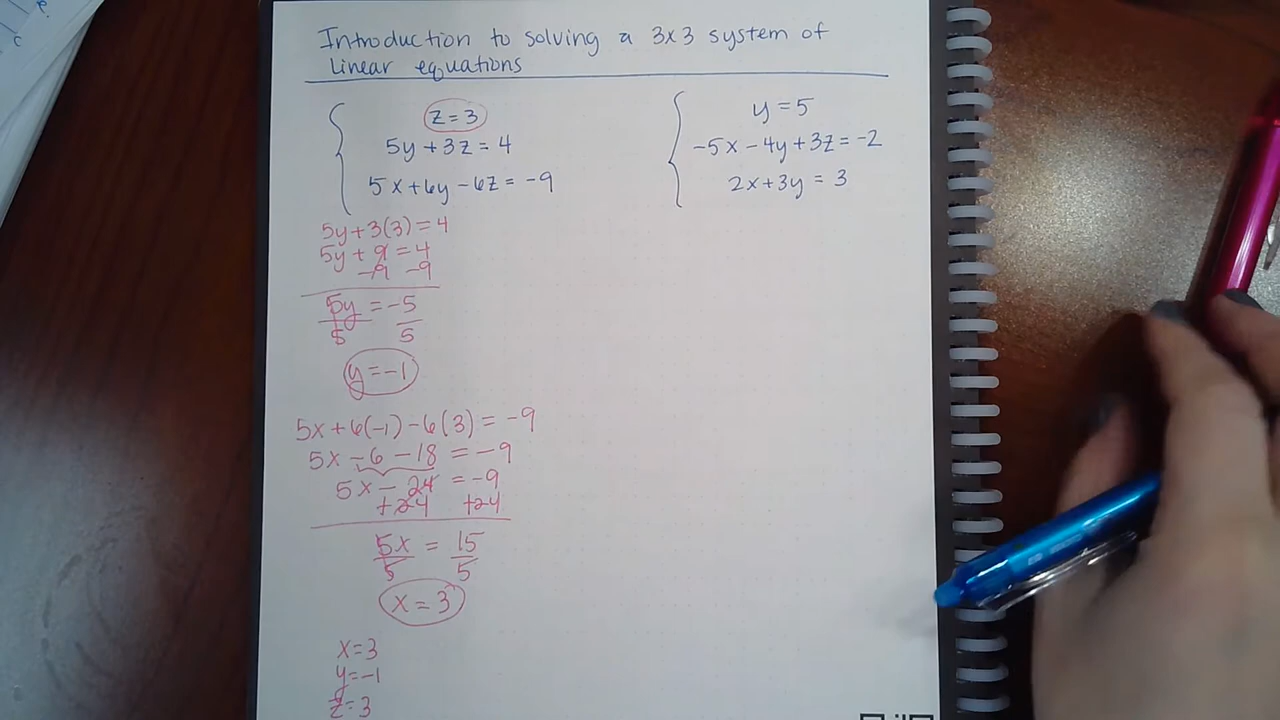 Introduction to solving a 3x3 system of
linear equations
z = 3
5y + 3z = 4
5x + 6y - 6z = -9
5y + 3(3) = 4
5y + 9 = 4
-9 -9
5y = -5
5 5
y = -1
5x + 6(-1) - 6(3) = -9
5x - 6 - 18 = -9
5x - 24 = -9
+24 +24
5x = 15
5 5
x = 3
x = 3
y = -1
z = 3
y = 5
-5x - 4y + 3z = -2
2x + 3y = 3